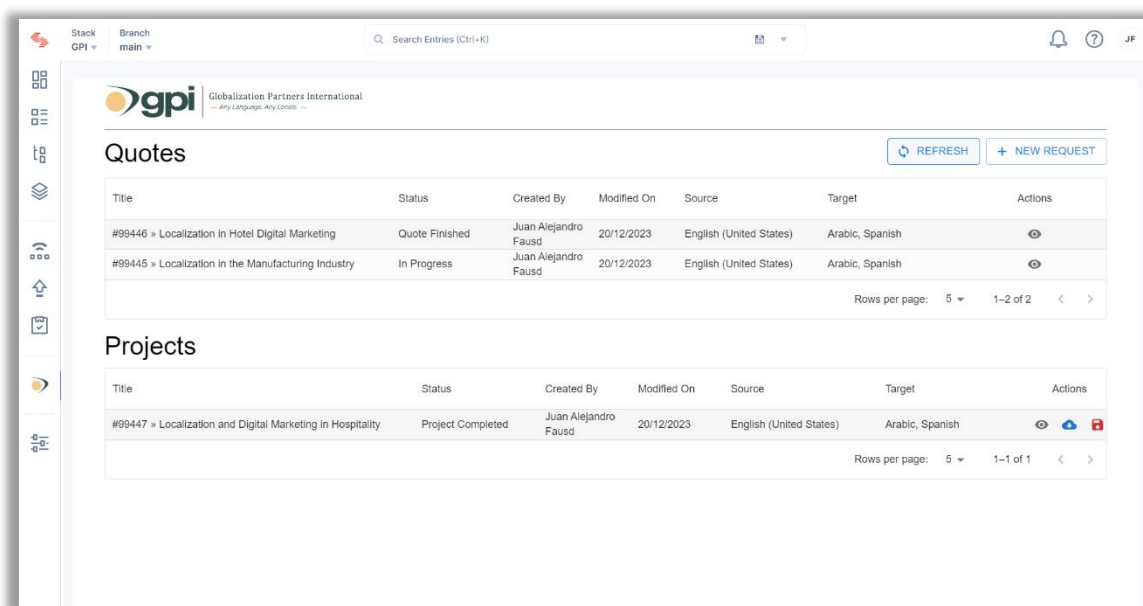 Stack Branch
GPI main
Search Entries (Ctrl+K)
JF
gpi Globalization Partners International
— Any Language. Any Locale. —
Quotes
REFRESH
+ NEW REQUEST
Title Status Created By Modified On Source Target Actions
#99446 » Localization in Hotel Digital Marketing Quote Finished Juan Alejandro Fausd 20/12/2023 English (United States) Arabic, Spanish
#99445 » Localization in the Manufacturing Industry In Progress Juan Alejandro Fausd 20/12/2023 English (United States) Arabic, Spanish
Rows per page: 5 1–2 of 2 < >
Projects
Title Status Created By Modified On Source Target Actions
#99447 » Localization and Digital Marketing in Hospitality Project Completed Juan Alejandro Fausd 20/12/2023 English (United States) Arabic, Spanish
Rows per page: 5 1–1 of 1 < >